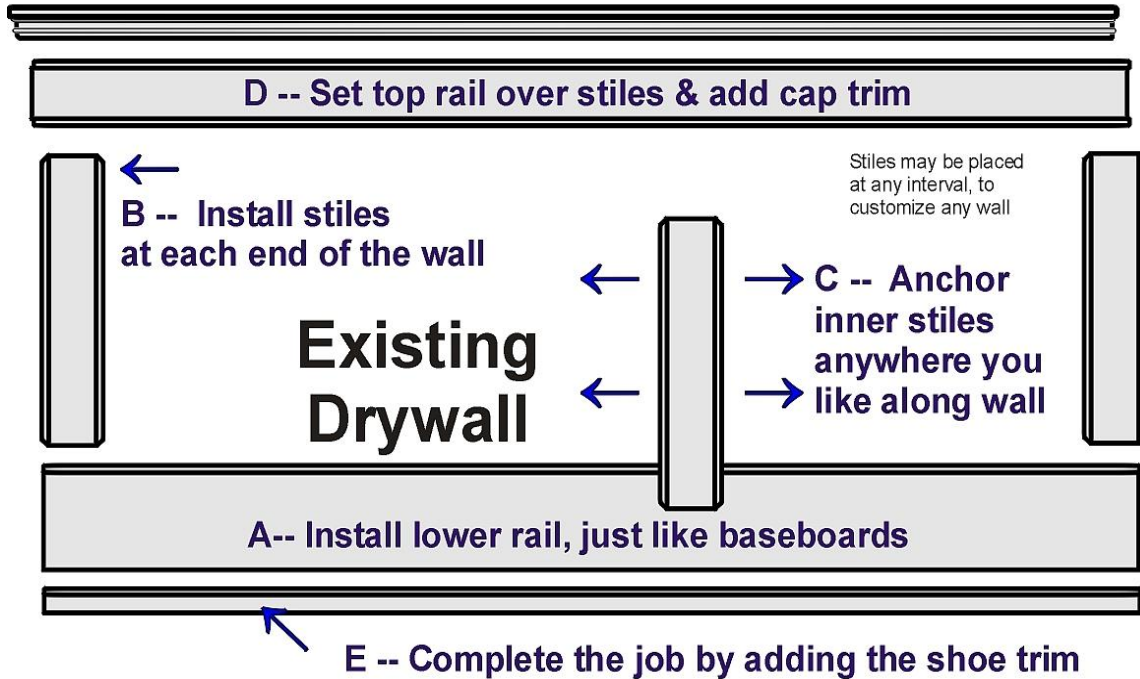 D -- Set top rail over stiles & add cap trim
B -- Install stiles
at each end of the wall
Stiles may be placed
at any interval, to
customize any wall
C -- Anchor
inner stiles
anywhere you
like along wall
Existing
Drywall
A-- Install lower rail, just like baseboards
E -- Complete the job by adding the shoe trim